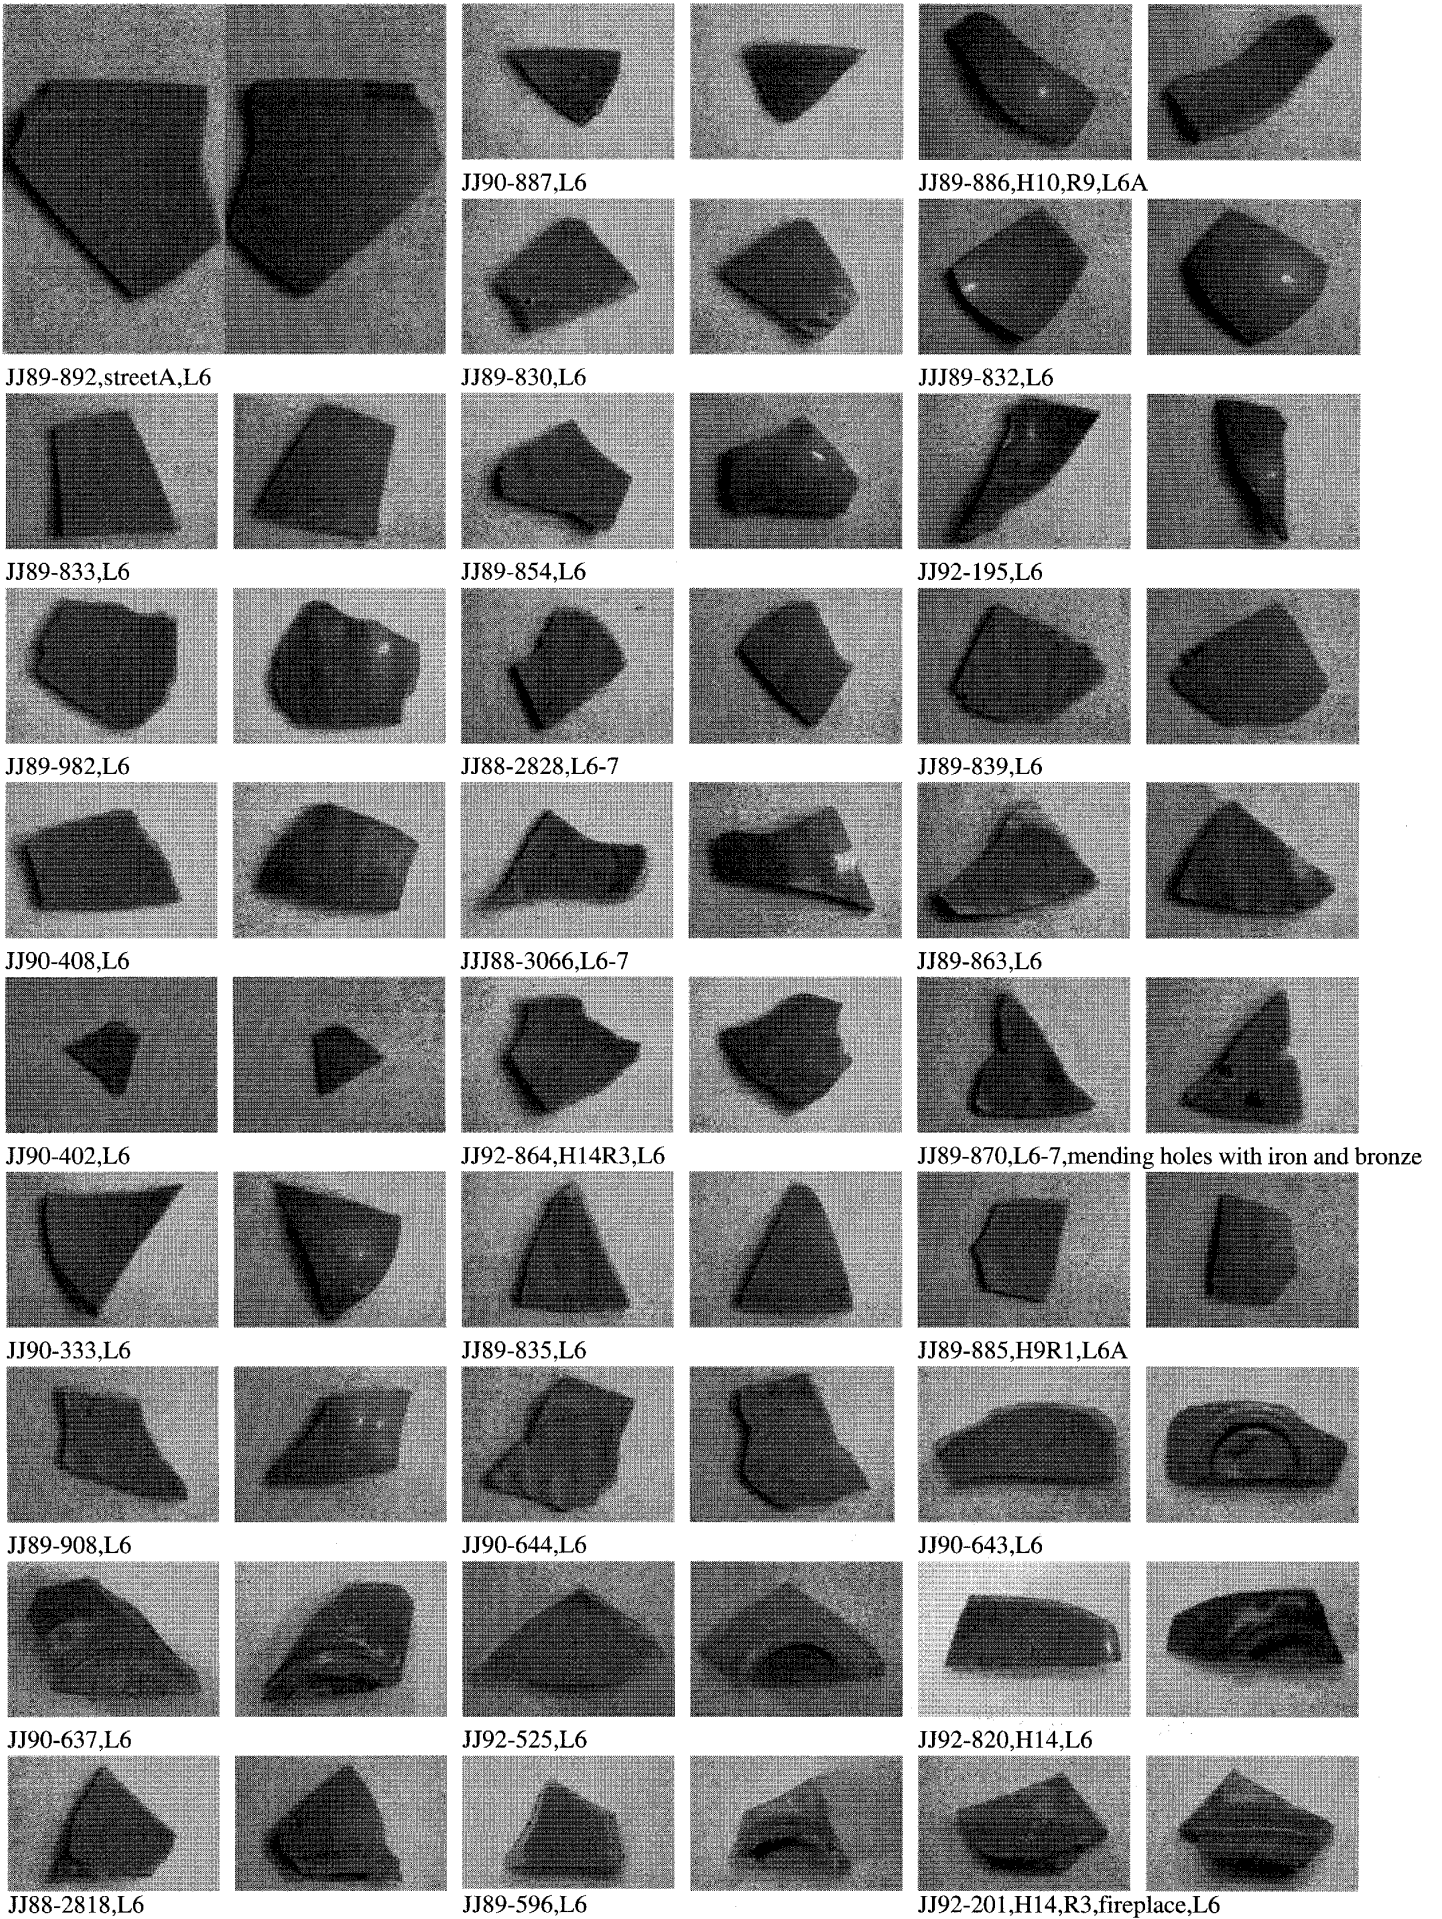 JJ90-887,L6
JJ89-886,H10,R9,L6A
JJ89-892,streetA,L6
JJ89-830,L6
JJJ89-832,L6
JJ89-833,L6
JJ89-854,L6
JJ92-195,L6
JJ89-982,L6
JJ88-2828,L6-7
JJ89-839,L6
JJ90-408,L6
JJJ88-3066,L6-7
JJ89-863,L6
JJ90-402,L6
JJ92-864,H14R3,L6
JJ89-870,L6-7,mending holes with iron and bronze
JJ90-333,L6
JJ89-835,L6
JJ89-885,H9R1,L6A
JJ89-908,L6
JJ90-644,L6
JJ90-643,L6
JJ90-637,L6
JJ92-525,L6
JJ92-820,H14,L6
JJ88-2818,L6
JJ89-596,L6
JJ92-201,H14,R3,fireplace,L6